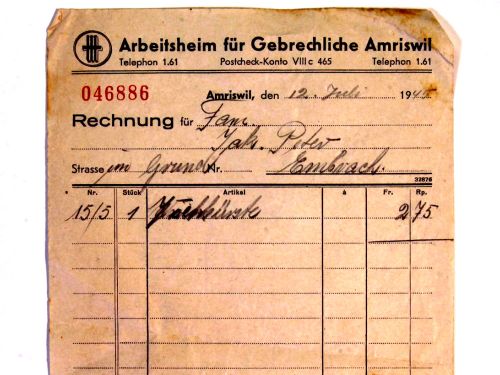 Arbeitsheim für Gebrechliche Amriswil
Telephon 1.61 Postcheck-Konto VIII c 465 Telephon 1.61
046886 Amriswil, den 12. Juli 1945
Rechnung für Fam.
Jak. Peter
Strasse im Grund Nr. Embrach.
32876
Nr. Stück Artikel à Fr. Rp.
15/5 1 2 75